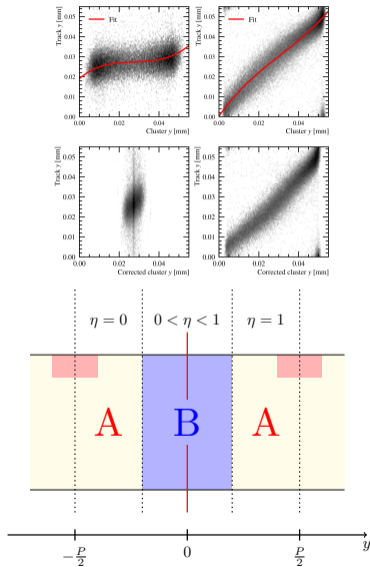 Track y [mm]
0.05
0.04
0.03
0.02
0.01
0.00
Fit
0.00 0.02 0.04
Cluster y [mm]
Track y [mm]
0.05
0.04
0.03
0.02
0.01
0.00
Fit
0.00 0.02 0.04
Cluster y [mm]
Track y [mm]
0.05
0.04
0.03
0.02
0.01
0.00
0.00 0.02 0.04
Corrected cluster y [mm]
Track y [mm]
0.05
0.04
0.03
0.02
0.01
0.00
0.00 0.02 0.04
Corrected cluster y [mm]
η = 0 0 < η < 1 η = 1
A B A
y
−P/2 0 P/2